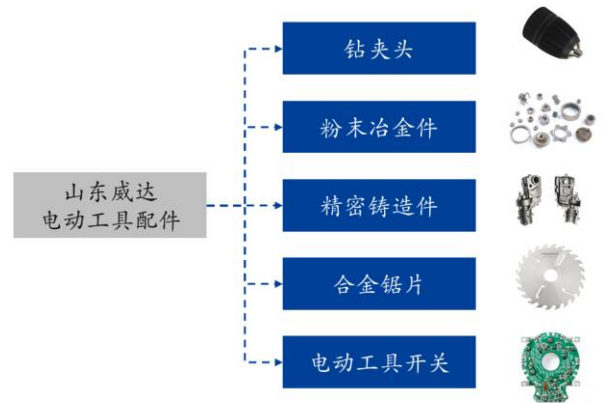 钻夹头
粉末冶金件
山东威达
电动工具配件
精密铸造件
合金锯片
电动工具开关